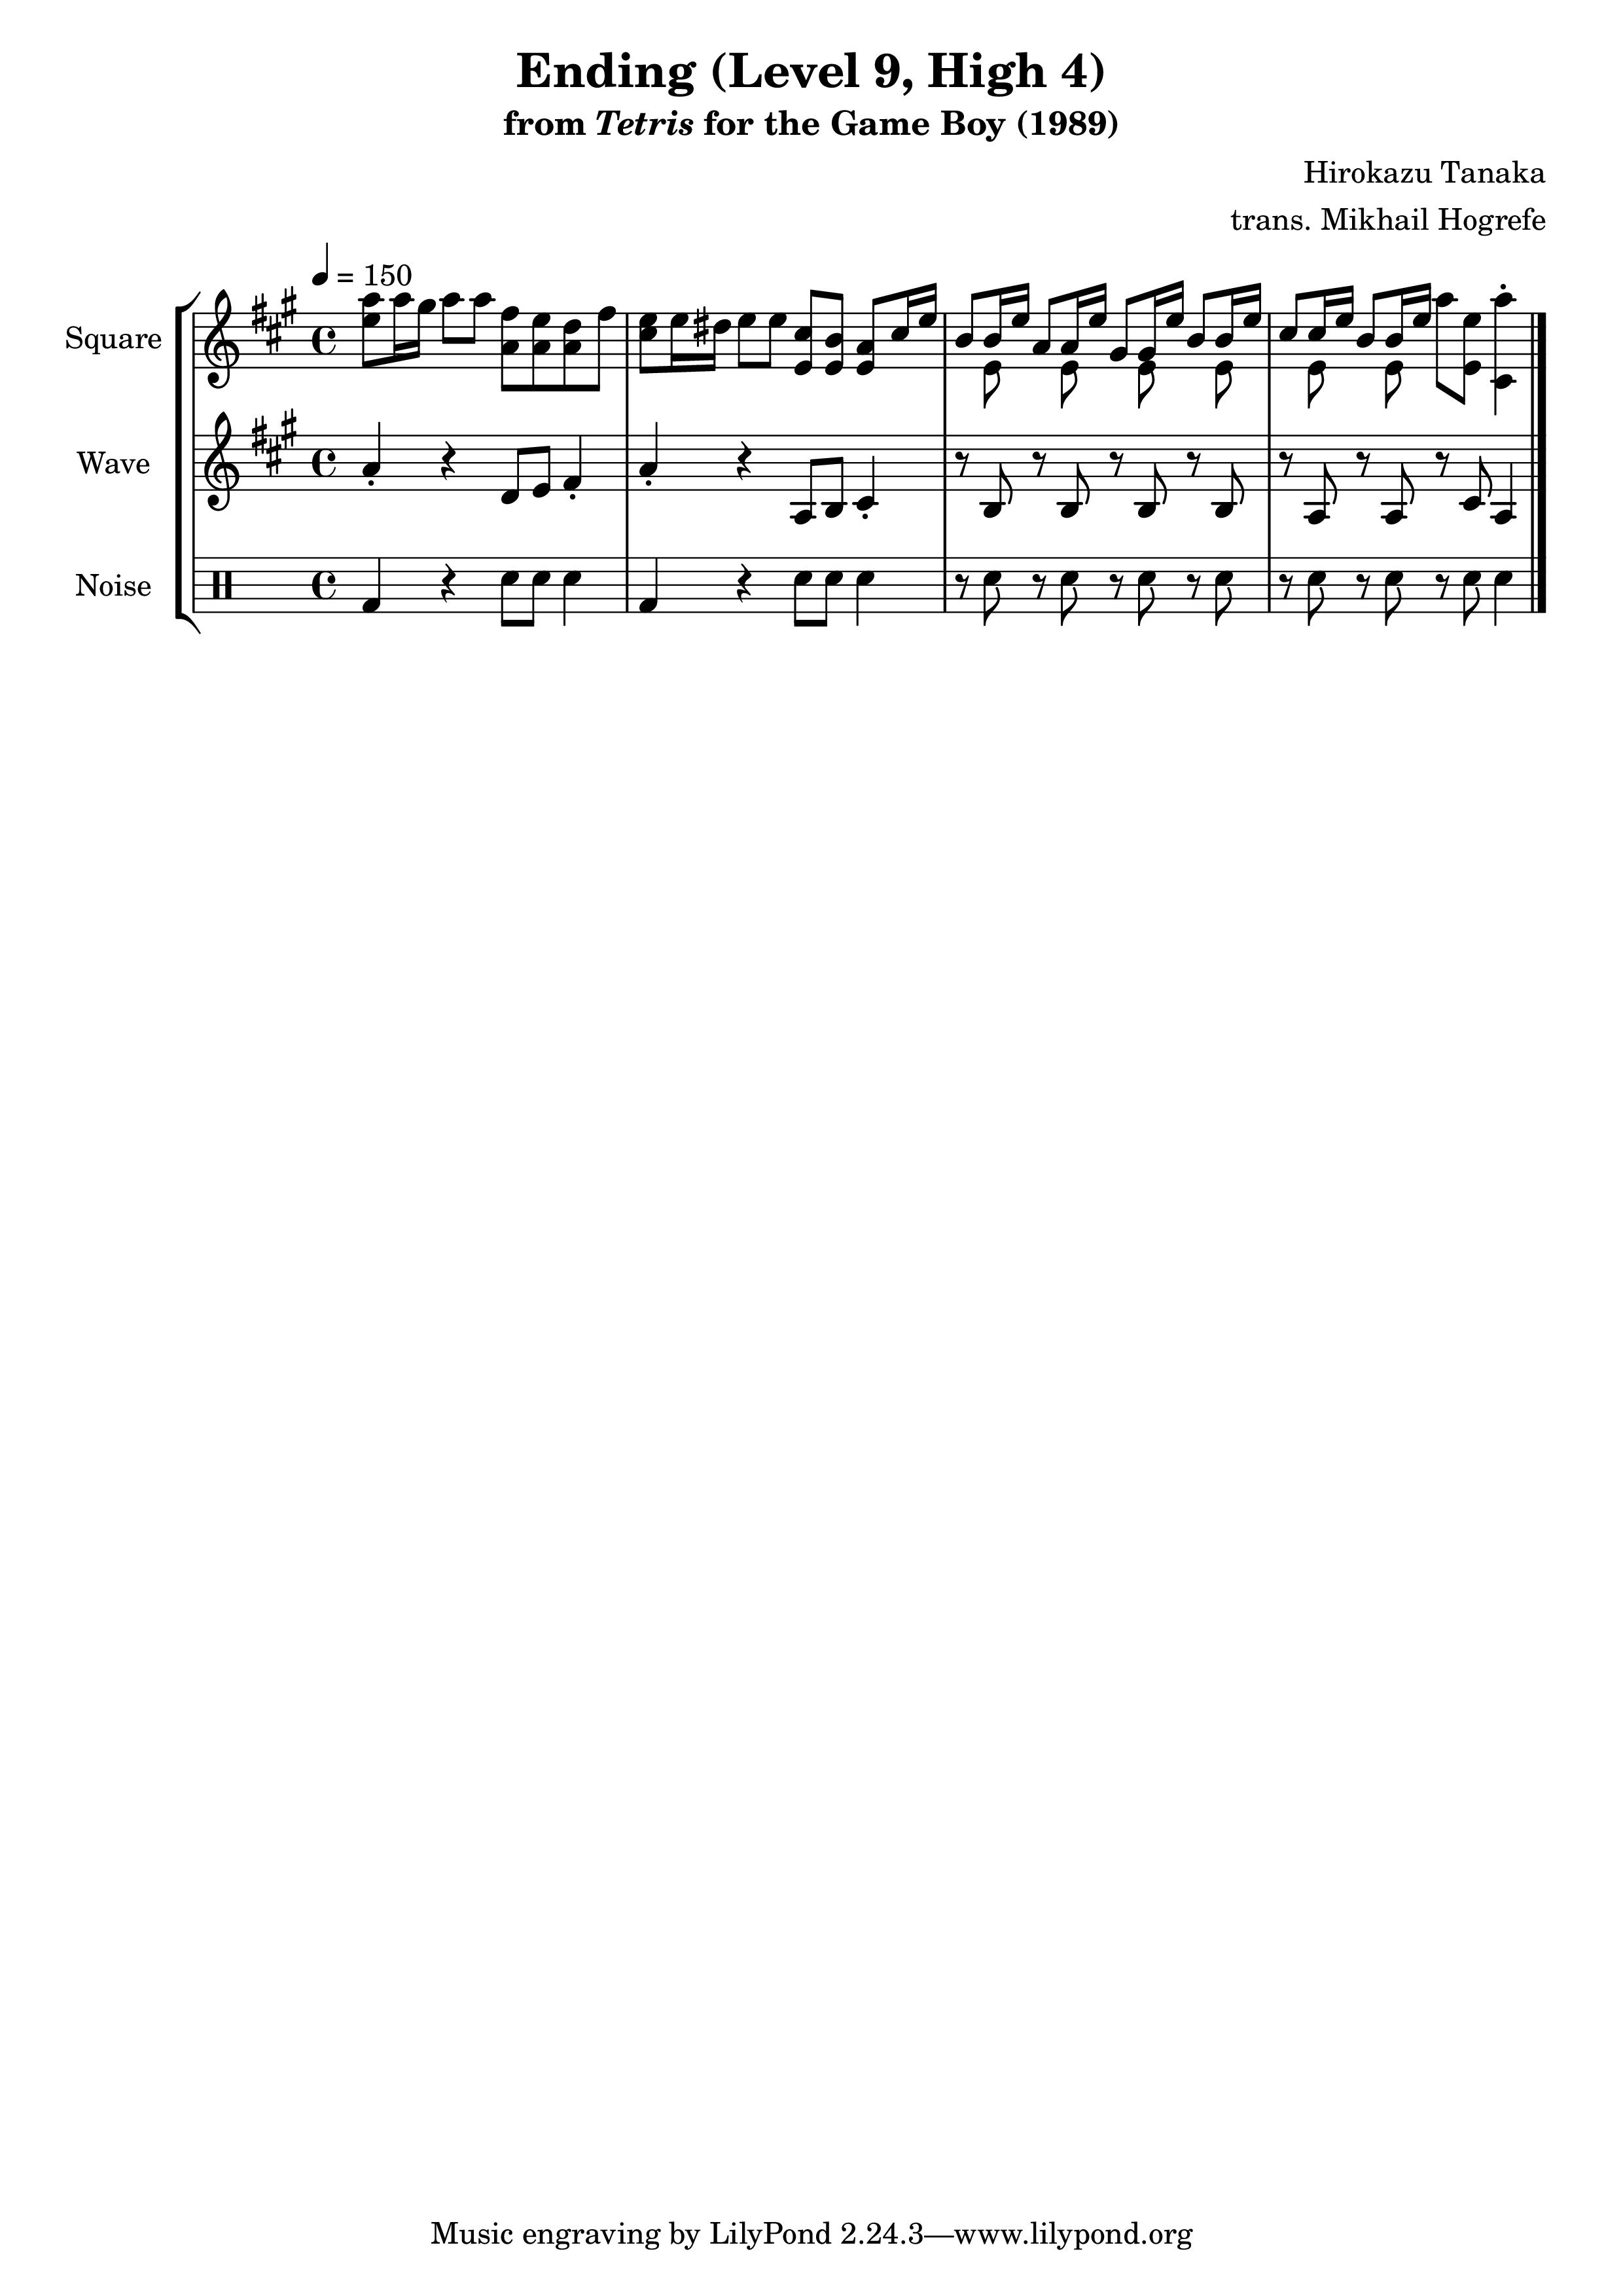 Ending (Level 9, High 4)
from Tetris for the Game Boy (1989)
Hirokazu Tanaka
trans. Mikhail Hogrefe
= 150
Square
Wave
Noise
Music engraving by LilyPond 2.24.3—www.lilypond.org